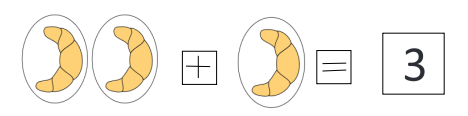 + = 3